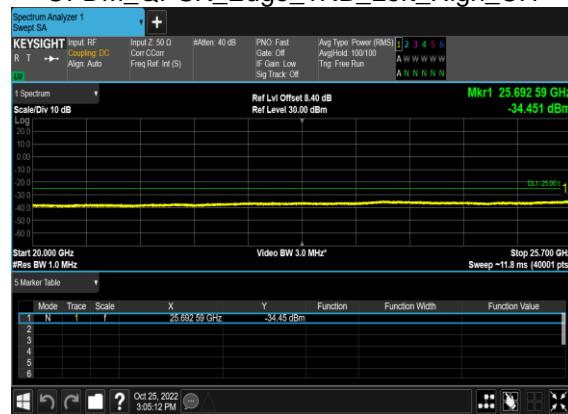 Spectrum Analyzer 1
Swept SA
+
KEYSIGHT Input: RF Input Z: 50 Ω #Atten: 40 dB PNO: Fast Avg Type: Power (RMS) 1 2 3 4 5 6
R T Coupling: DC Corr CCorr Gate: Off Avg|Hold: 100/100 A W W W W W
Align: Auto Freq Ref: Int (S) IF Gain: Low Trig: Free Run
LW Sig Track: Off A N N N N N
1 Spectrum Ref Lvl Offset 8.40 dB Mkr1 25.692 59 GHz
Scale/Div 10 dB Ref Level 30.00 dBm -34.451 dBm
Log
20.0
10.0
0.00
-10.0
DL1 -25.00
-20.0 1
-30.0
-40.0
-50.0
-60.0
Start 20.000 GHz Video BW 3.0 MHz* Stop 25.700 GHz
#Res BW 1.0 MHz Sweep ~11.8 ms (40001 pts)
5 Marker Table
Mode Trace Scale X Y Function Function Width Function Value
1 N 1 f 25.692 59 GHz -34.45 dBm
2
3
4
5
6
? Oct 25, 2022
3:05:12 PM